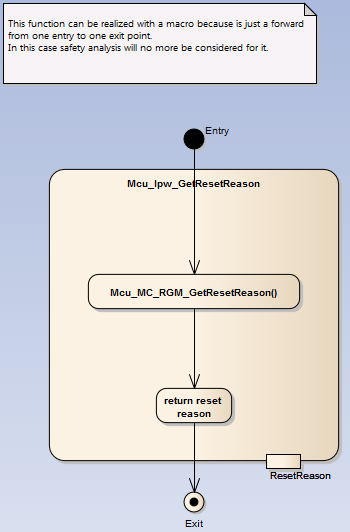 This function can be realized with a macro because is just a forward
from one entry to one exit point.
In this case safety analysis will no more be considered for it.
Entry
Mcu_Ipw_GetResetReason
Mcu_MC_RGM_GetResetReason()
return reset
reason
ResetReason
Exit